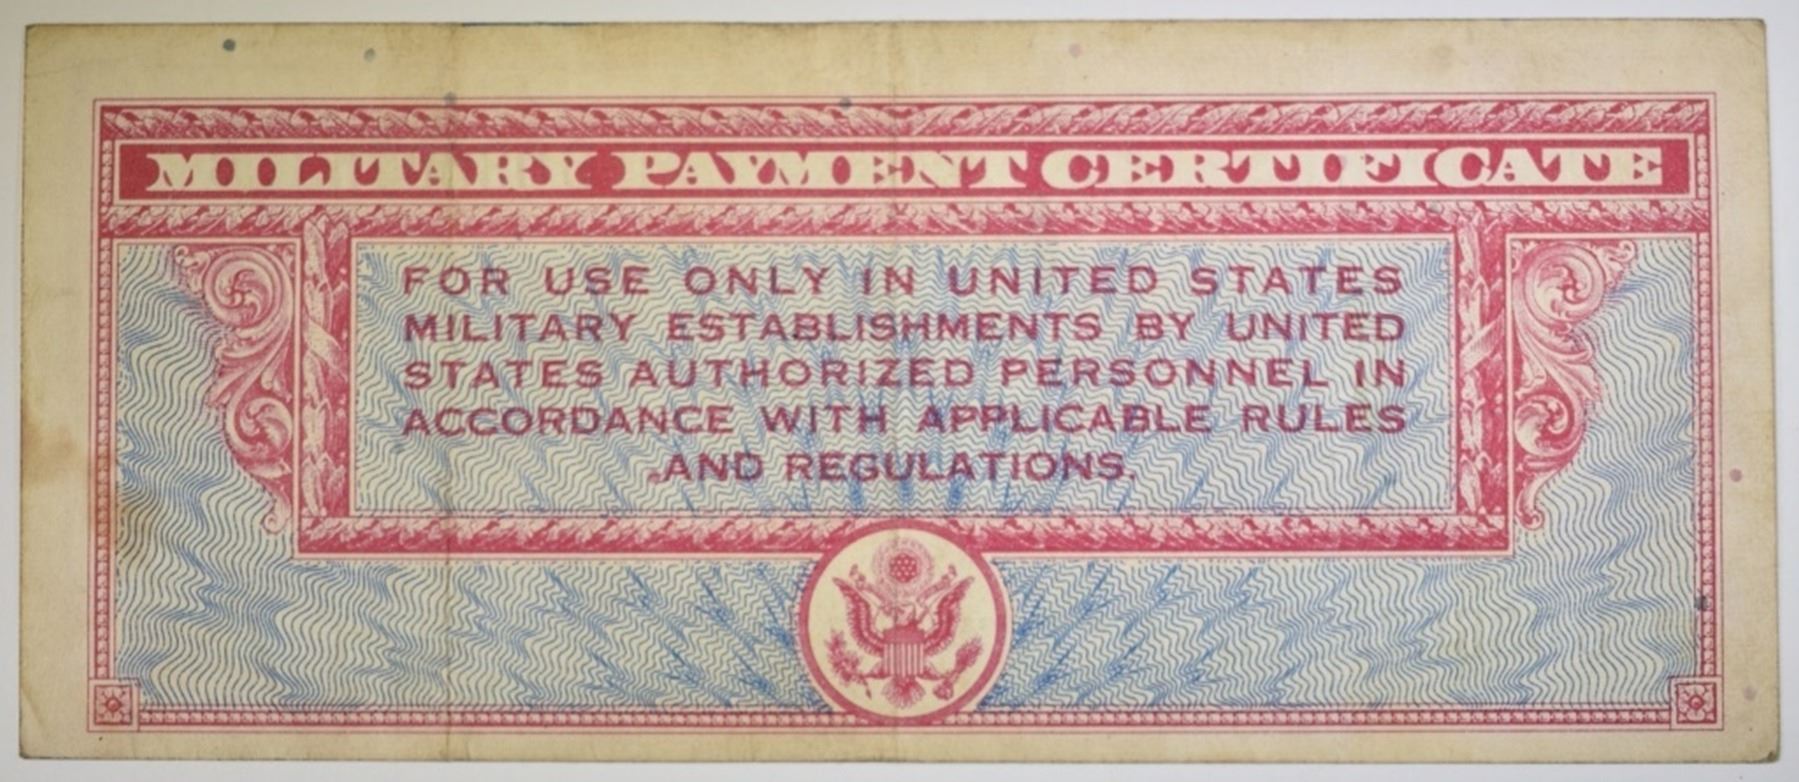 MILITARY PAYMENT CERTIFICATE
FOR USE ONLY IN UNITED STATES
MILITARY ESTABLISHMENTS BY UNITED
STATES AUTHORIZED PERSONNEL IN
ACCORDANCE WITH APPLICABLE RULES
AND REGULATIONS.